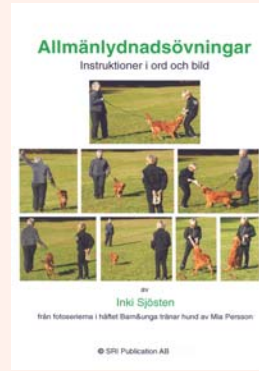 Allmänlydnadsövningar
Instruktioner i ord och bild
av
Inki Sjösten
från fotoserierna i häftet Barn&unga tränar hund av Mia Persson
© SRI Publication AB